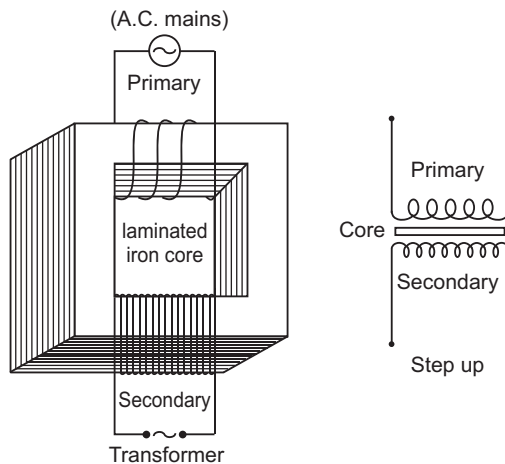 (A.C. mains)
Primary
laminated
iron core
Secondary
Transformer
Primary
Core
Secondary
Step up